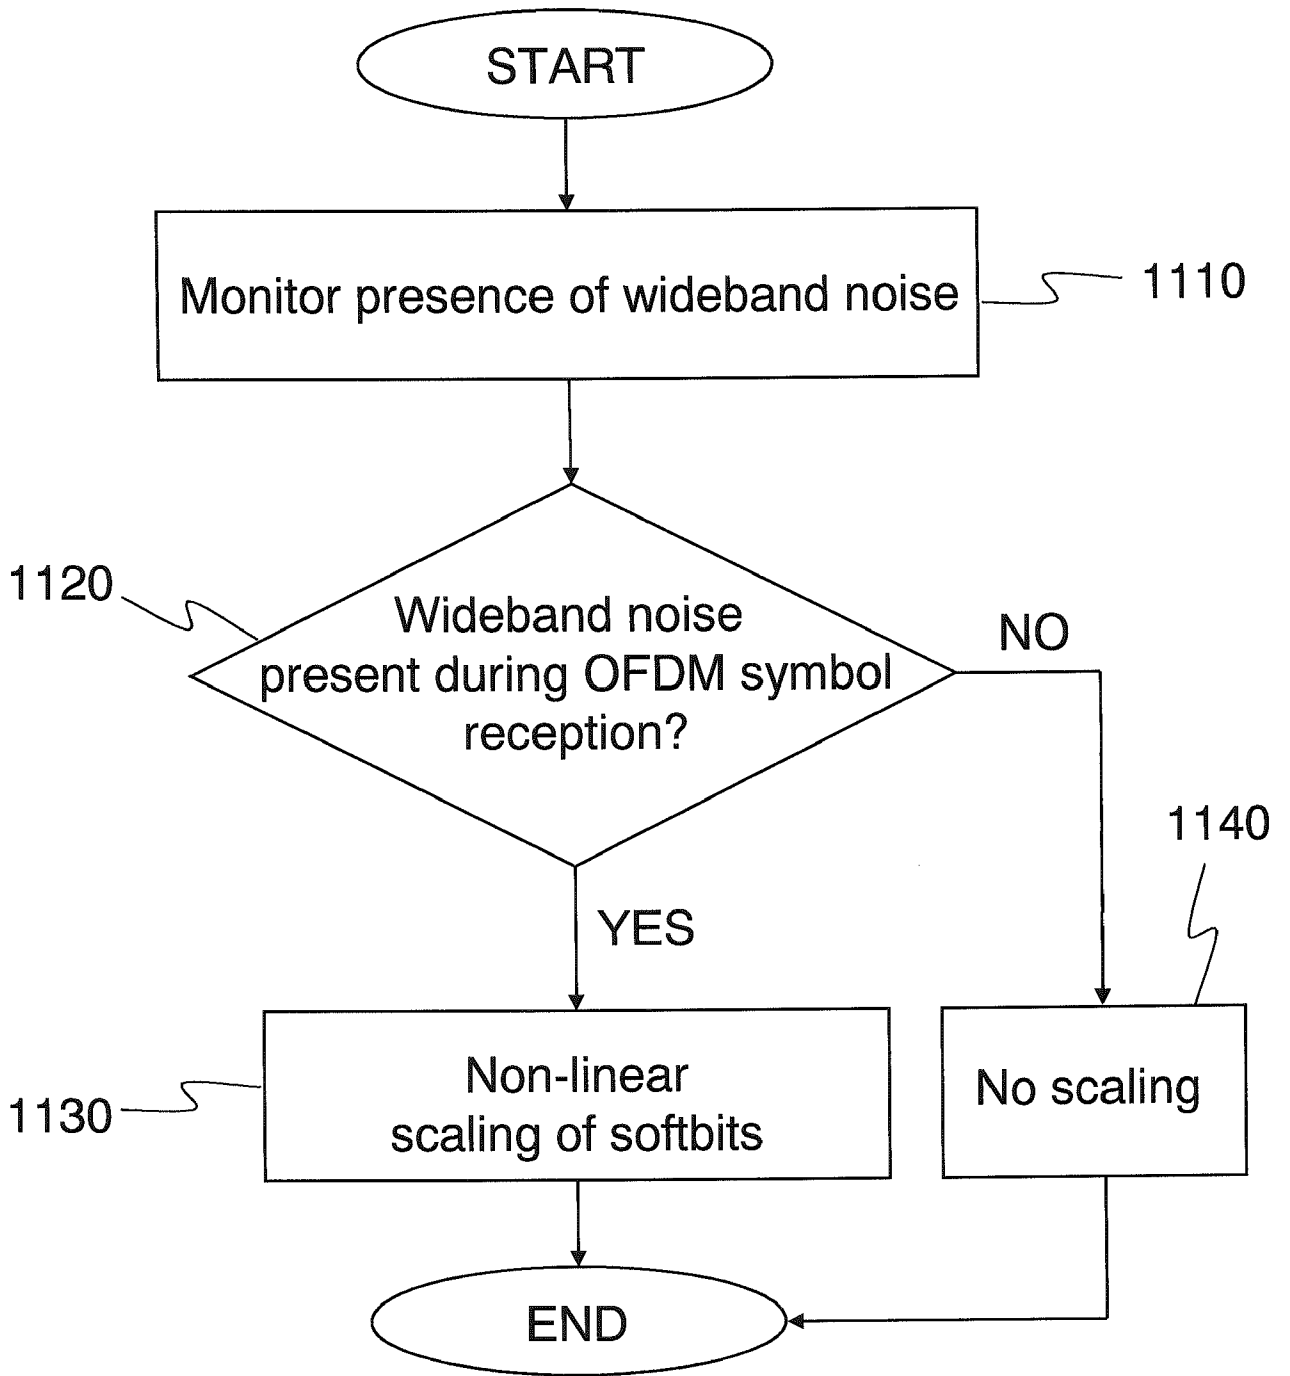 START
Monitor presence of wideband noise
1110
1120
Wideband noise
present during OFDM symbol
reception?
NO
YES
1140
Non-linear
scaling of softbits
1130
No scaling
END